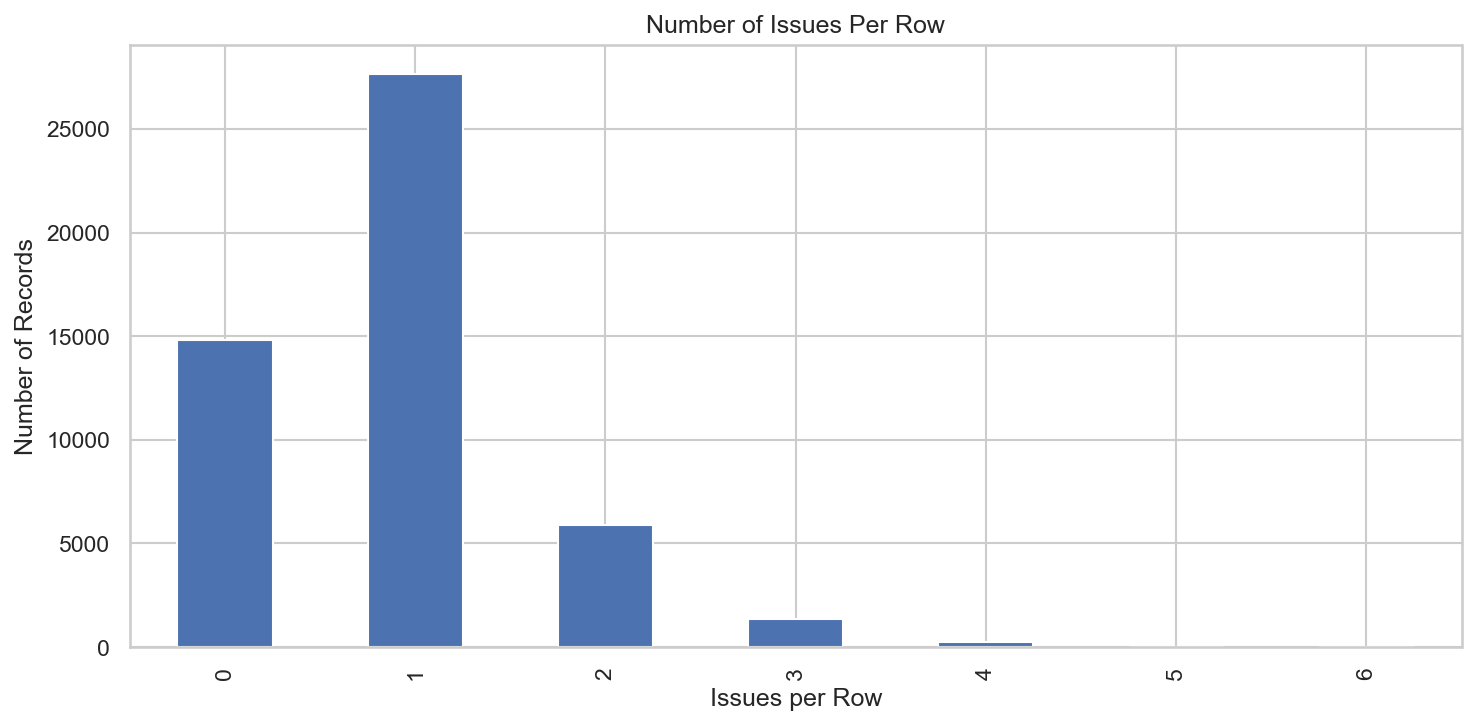 Number of Issues Per Row
Number of Records
25000
20000
15000
10000
5000
0
0 1 2 3 4 5 6
Issues per Row